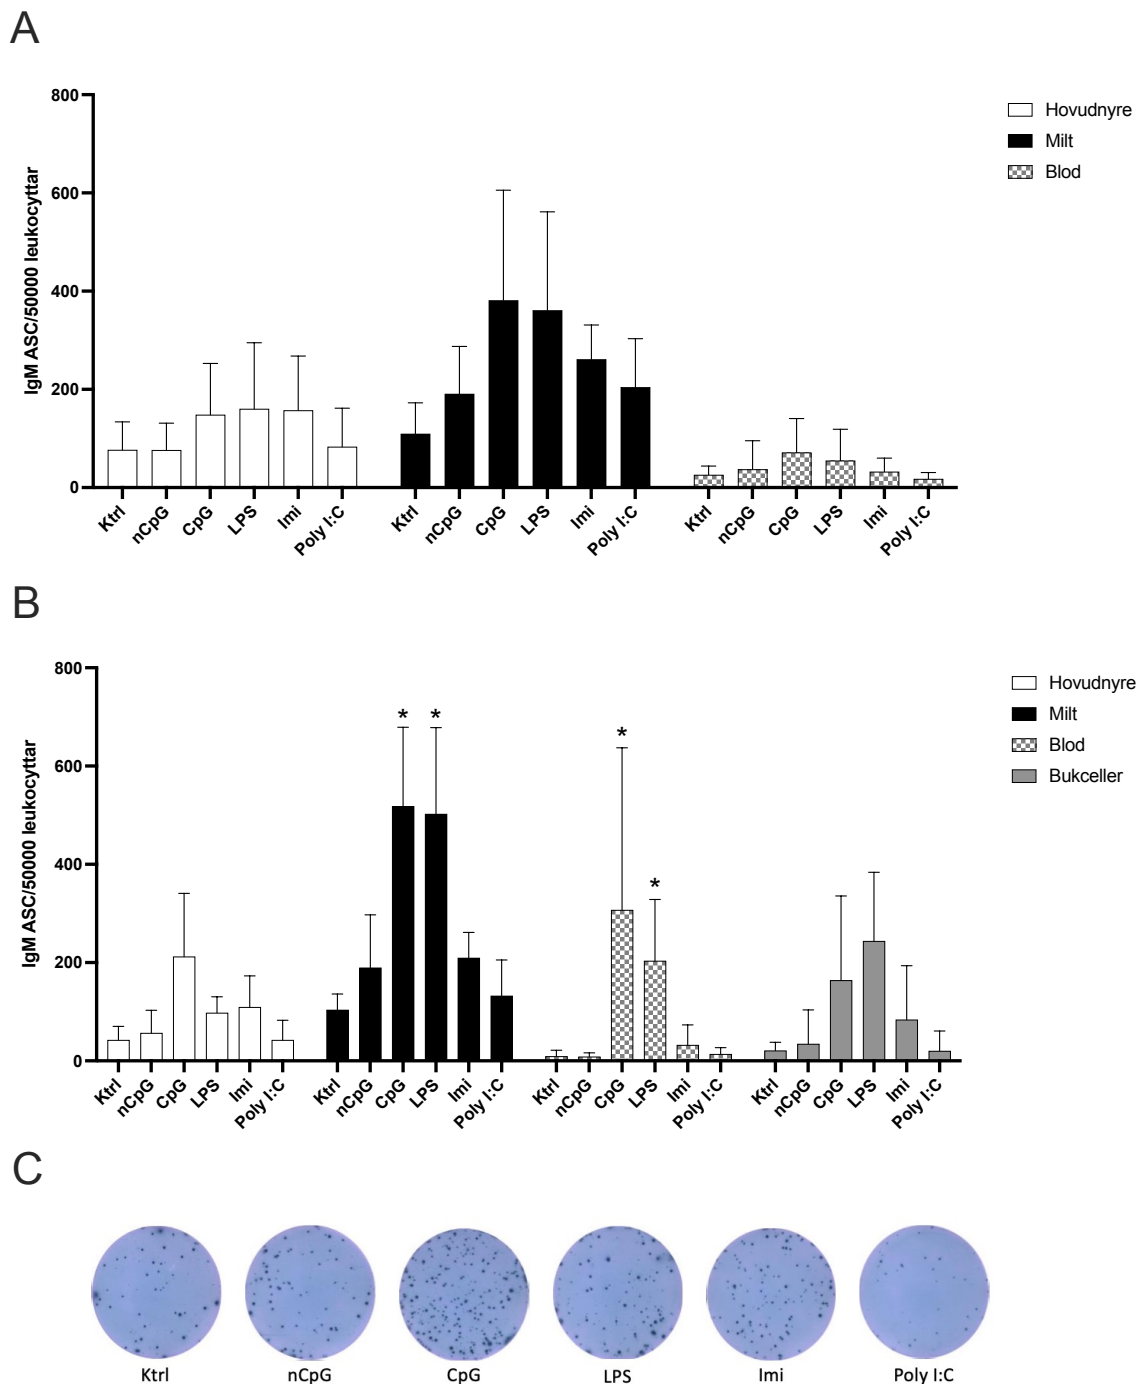 A
IgM ASC/50000 leukocyttar
800
600
400
200
0
Ktrl nCpG CpG LPS Imi Poly I:C Ktrl nCpG CpG LPS Imi Poly I:C Ktrl nCpG CpG LPS Imi Poly I:C
Hovudnyre
Milt
Blod
B
IgM ASC/50000 leukocyttar
800
600
400
200
0
* * * *
Ktrl nCpG CpG LPS Imi Poly I:C Ktrl nCpG CpG LPS Imi Poly I:C Ktrl nCpG CpG LPS Imi Poly I:C Ktrl nCpG CpG LPS Imi Poly I:C
Hovudnyre
Milt
Blod
Bukceller
C
Ktrl nCpG CpG LPS Imi Poly I:C